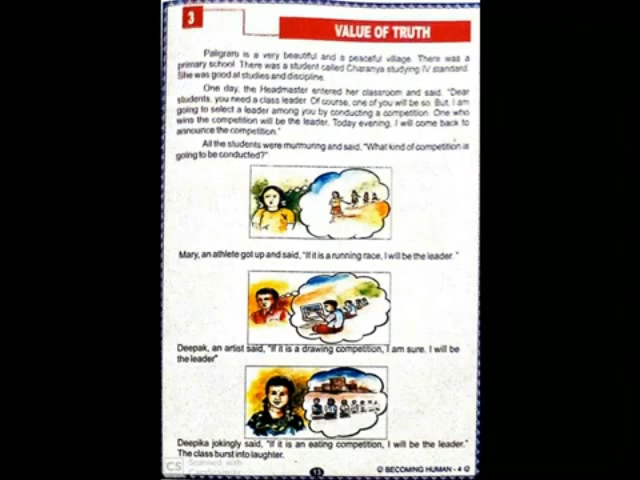 3
VALUE OF TRUTH
Paligram is a very beautiful and a peaceful village. There was a
primary school. There was a student called Charanya studying IV standard.
She was good at studies and discipline.
One day, the Headmaster entered her classroom and said, "Dear
students, you need a class leader. Of course, one of you will be so. But, I am
going to select a leader among you by conducting a competition. One who
wins the competition will be the leader. Today evening, I will come back to
announce the competition."
All the students were murmuring and said, "What kind of competition is
going to be conducted?"
Mary, an athlete got up and said, "If it is a running race, I will be the leader."
Deepak, an artist said, "If it is a drawing competition, I am sure. I will be
the leader"
Deepika jokingly said, "If it is an eating competition, I will be the leader."
The class burst into laughter.
CS Scanned with
CamScanner
13
☺ BECOMING HUMAN - 4 ☺